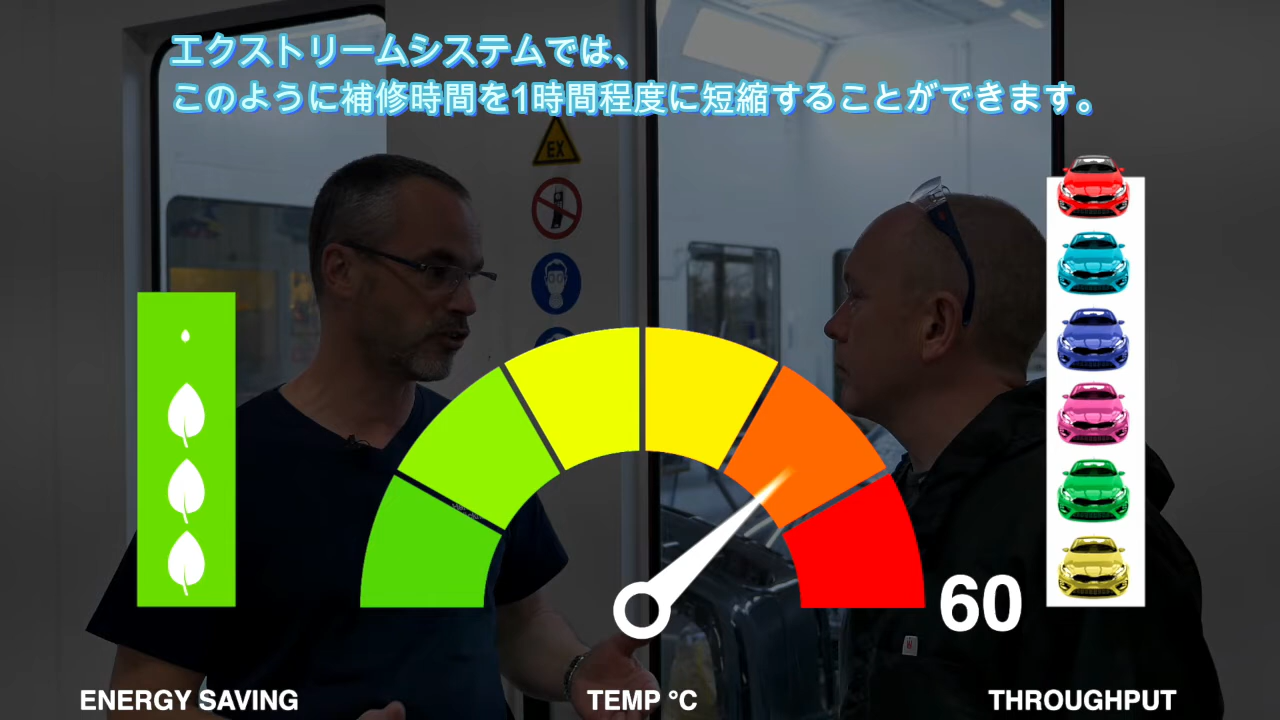 エクストリームシステムでは、
このように補修時間を1時間程度に短縮することができます。
EX
60
ENERGY SAVING
TEMP °C
THROUGHPUT